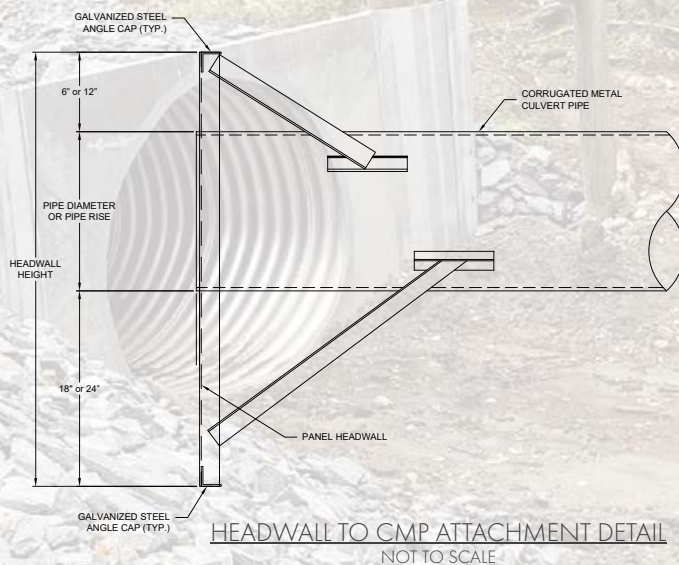 GALVANIZED STEEL
ANGLE CAP (TYP.)
6" or 12"
CORRUGATED METAL
CULVERT PIPE
PIPE DIAMETER
OR PIPE RISE
HEADWALL
HEIGHT
18" or 24"
PANEL HEADWALL
GALVANIZED STEEL
ANGLE CAP (TYP.)
HEADWALL TO CMP ATTACHMENT DETAIL
NOT TO SCALE